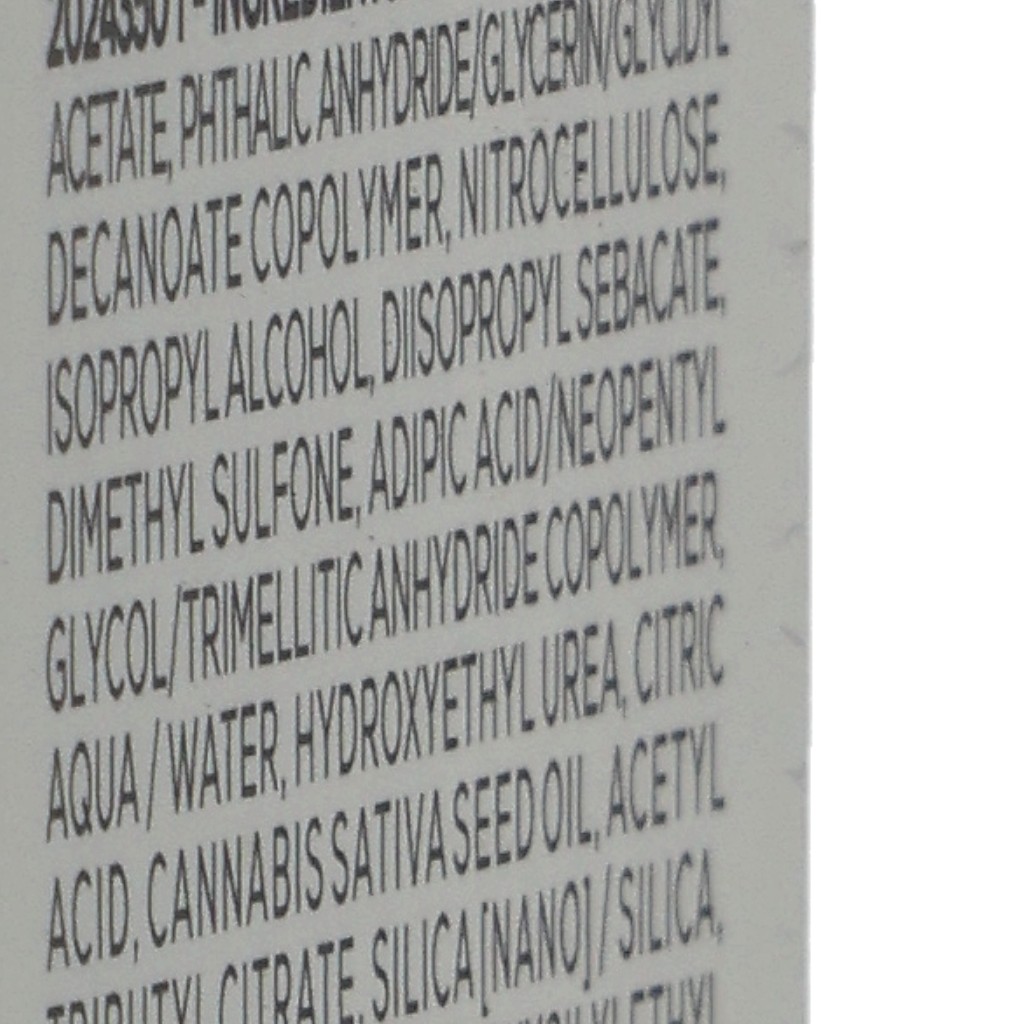 ACETATE, PHTHALIC ANHYDRIDE/GLYCERIN/GLYCIDYL
DECANOATE COPOLYMER, NITROCELLULOSE,
ISOPROPYL ALCOHOL, DIISOPROPYL SEBACATE,
DIMETHYL SULFONE, ADIPIC ACID/NEOPENTYL
GLYCOL/TRIMELLITIC ANHYDRIDE COPOLYMER,
AQUA / WATER, HYDROXYETHYL UREA, CITRIC
ACID, CANNABIS SATIVA SEED OIL, ACETYL
TRIBUTYL CITRATE, SILICA [NANO] / SILICA,